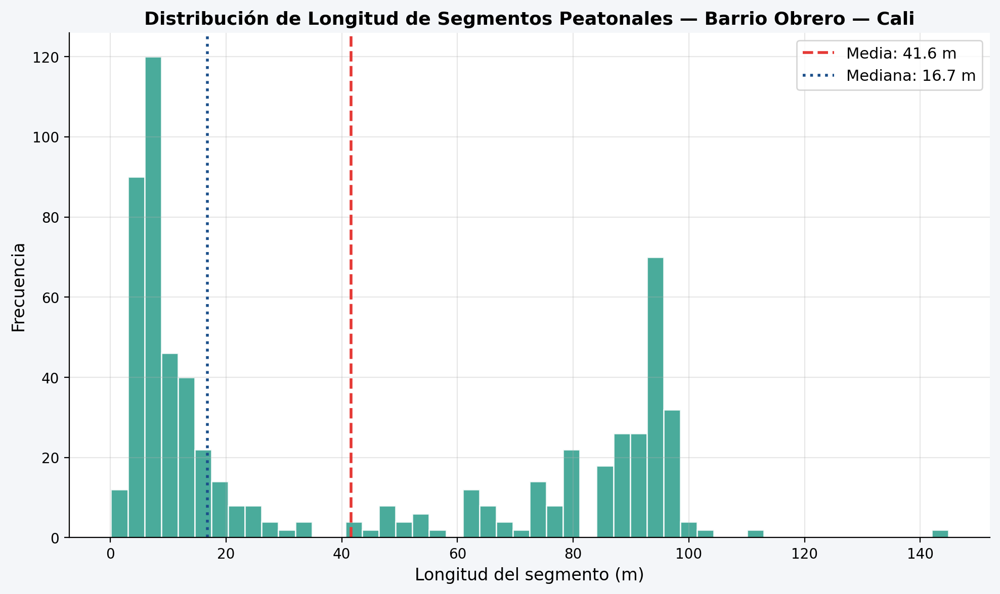 Distribución de Longitud de Segmentos Peatonales — Barrio Obrero — Cali
Media: 41.6 m
Mediana: 16.7 m
Frecuencia
120
100
80
60
40
20
0
0 20 40 60 80 100 120 140
Longitud del segmento (m)